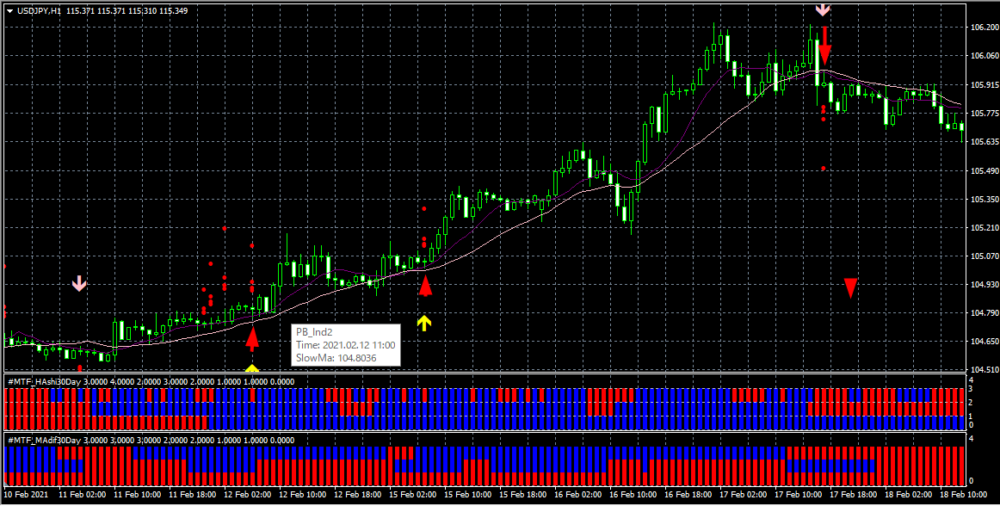 USDJPY,H1 115.371 115.371 115.310 115.349
106.200
106.060
105.915
105.775
105.635
105.490
105.350
105.210
105.070
104.930
104.790
104.650
104.510
PB_Ind2
Time: 2021.02.12 11:00
SlowMa: 104.8036
#MTF_HAshi30Day 3.0000 4.0000 2.0000 3.0000 2.0000 1.0000 1.0000 0.0000
4
3
2
1
0
#MTF_MAdif30Day 3.0000 3.0000 3.0000 2.0000 2.0000 1.0000 1.0000 0.0000
4
0
10 Feb 2021 11 Feb 02:00 11 Feb 10:00 11 Feb 18:00 12 Feb 02:00 12 Feb 10:00 12 Feb 18:00 15 Feb 02:00 15 Feb 10:00 15 Feb 18:00 16 Feb 02:00 16 Feb 10:00 16 Feb 18:00 17 Feb 02:00 17 Feb 10:00 17 Feb 18:00 18 Feb 02:00 18 Feb 10:00